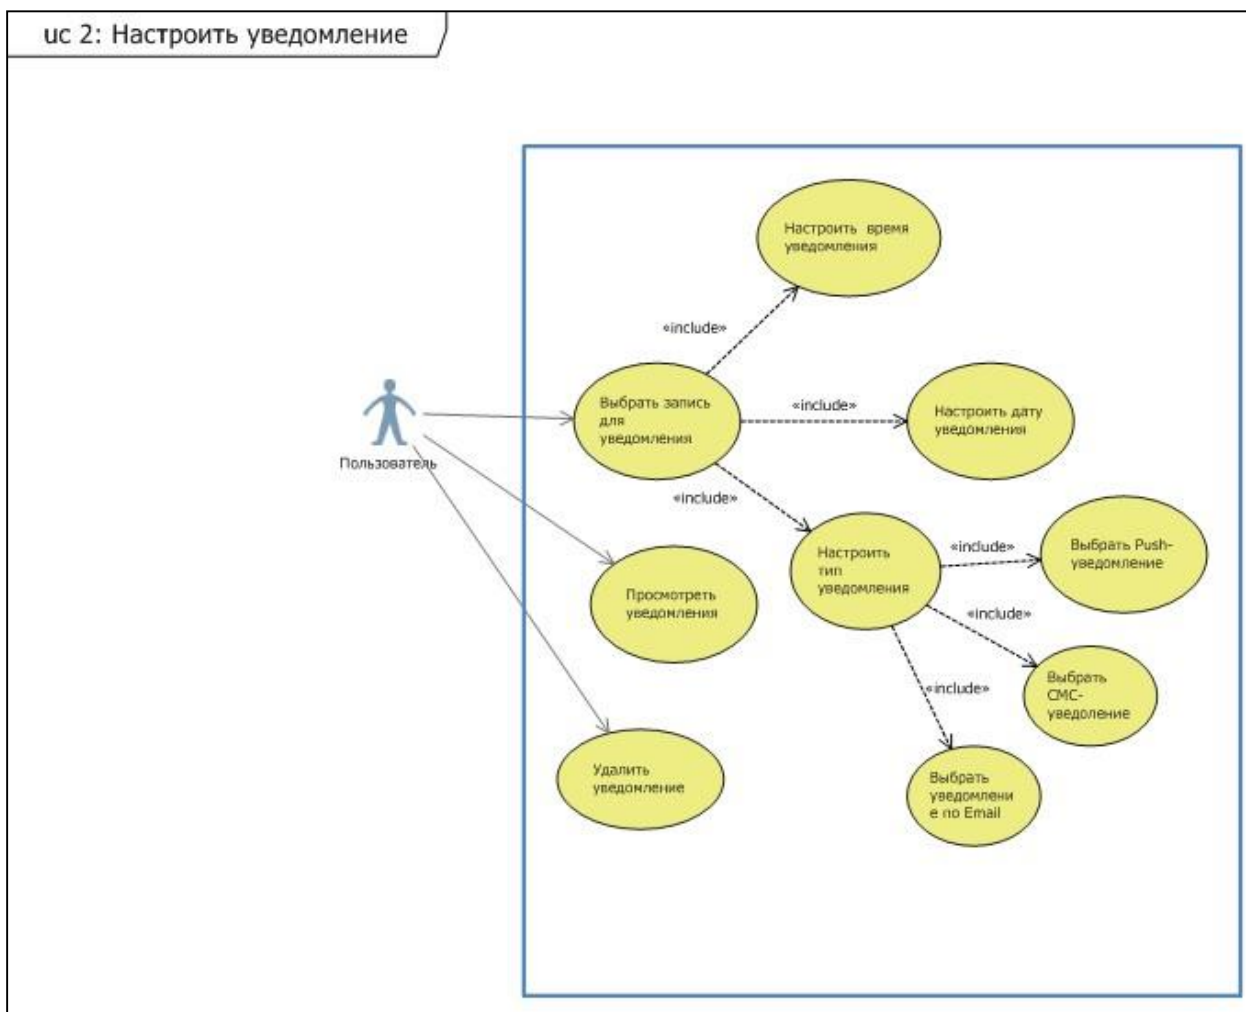 uc 2: Настроить уведомление
Настроить время
уведомления
«include»
Выбрать запись
для
уведомления
«include»
Настроить дату
уведомления
Пользователь
«include»
Настроить
тип
уведомления
«include»
Выбрать Push-
уведомление
Просмотреть
уведомления
«include»
Выбрать
СМС-
уведоление
«include»
Удалить
уведомление
Выбрать
уведомлени
е по Email